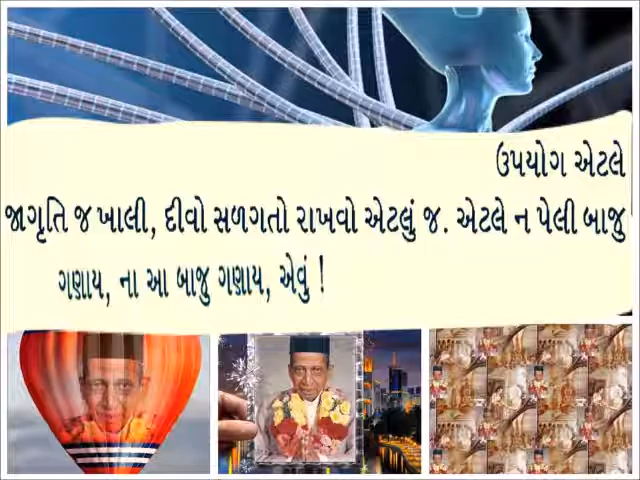 ઉપયોગ એટલે
જાગૃતિ જ ખાલી, દીવો સળગતો રાખવો એટલું જ. એટલે ન પેલી બાજુ
ગણાય, ના આ બાજુ ગણાય, એવું !